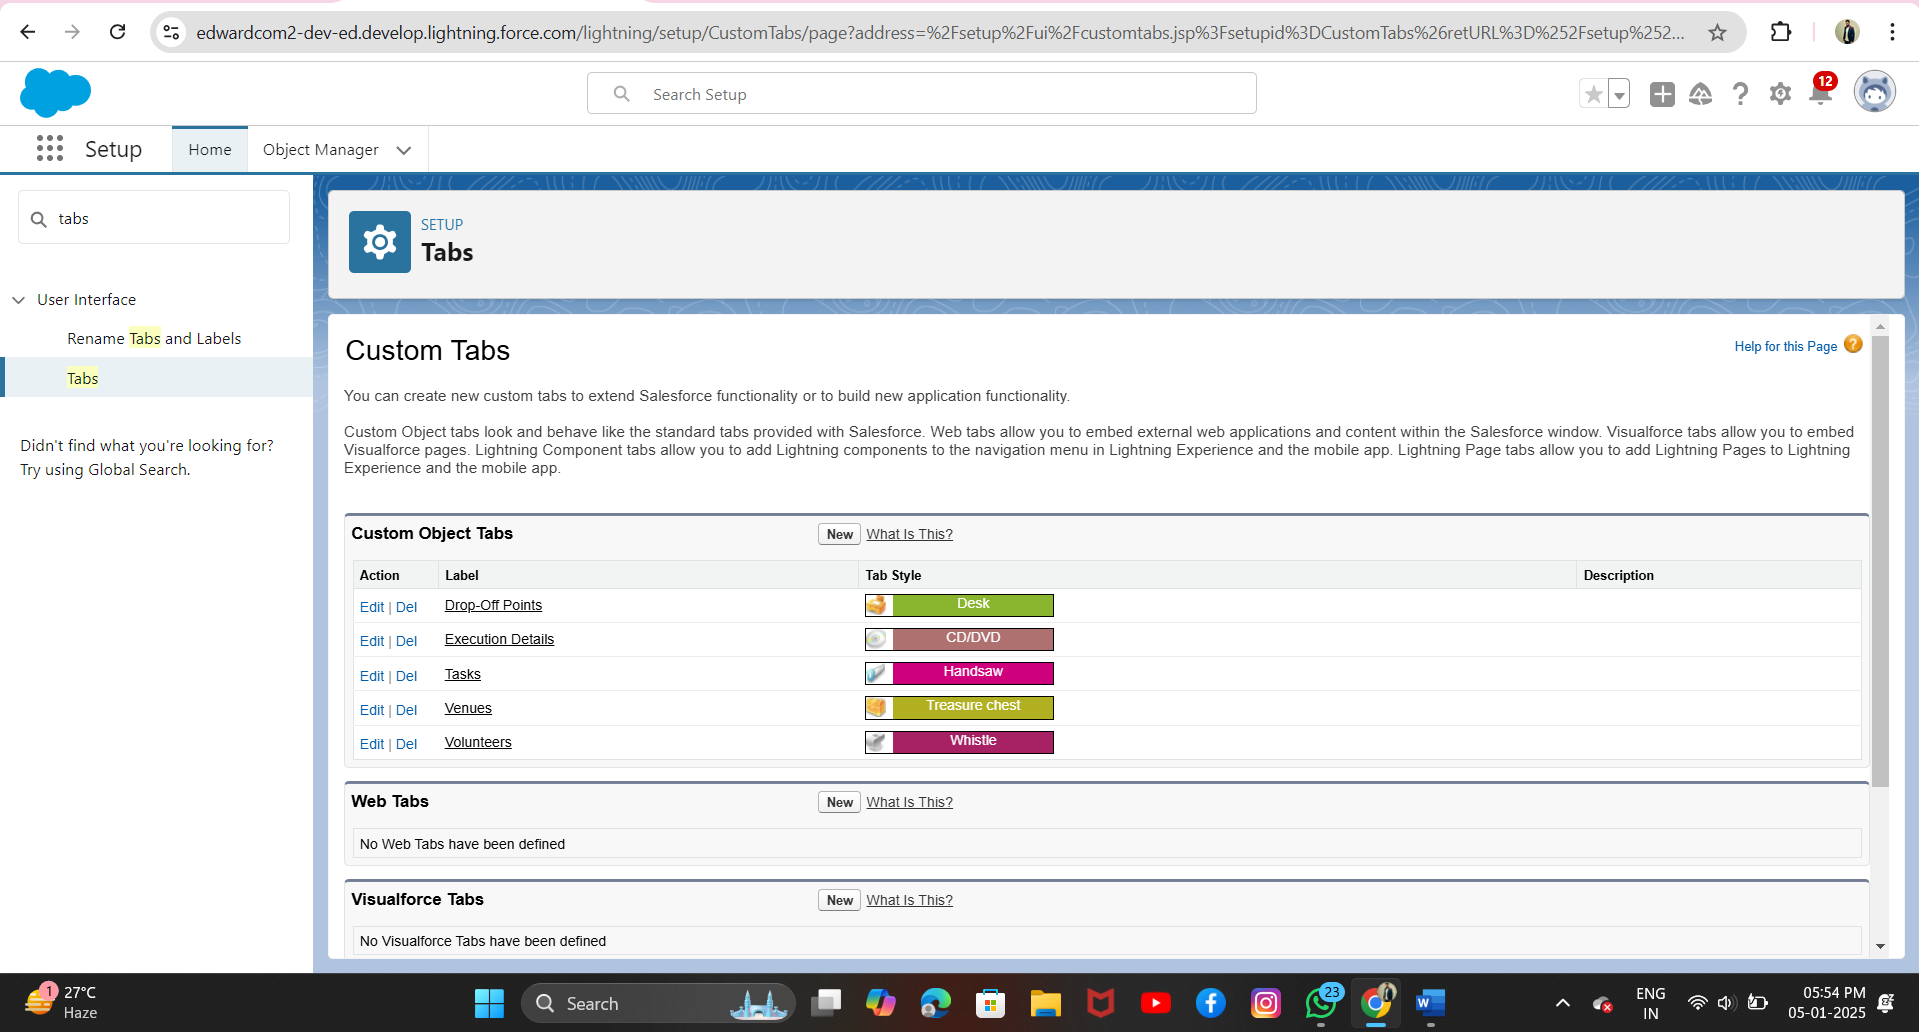 edwardcom2-dev-ed.develop.lightning.force.com/lightning/setup/CustomTabs/page?address=%2Fsetup%2Fui%2Fcustomtabs.jsp%3Fsetupid%3DCustomTabs%26retURL%3D%252Fsetup%252...
Search Setup
12
Setup
Home
Object Manager
tabs
User Interface
Rename Tabs and Labels
Tabs
Didn't find what you're looking for?
Try using Global Search.
SETUP
Tabs
Custom Tabs
Help for this Page
You can create new custom tabs to extend Salesforce functionality or to build new application functionality.
Custom Object tabs look and behave like the standard tabs provided with Salesforce. Web tabs allow you to embed external web applications and content within the Salesforce window. Visualforce tabs allow you to embed
Visualforce pages. Lightning Component tabs allow you to add Lightning components to the navigation menu in Lightning Experience and the mobile app. Lightning Page tabs allow you to add Lightning Pages to Lightning
Experience and the mobile app.
Custom Object Tabs New What Is This?
Action Label Tab Style Description
Edit | Del Drop-Off Points Desk
Edit | Del Execution Details CD/DVD
Edit | Del Tasks Handsaw
Edit | Del Venues Treasure chest
Edit | Del Volunteers Whistle
Web Tabs New What Is This?
No Web Tabs have been defined
Visualforce Tabs New What Is This?
No Visualforce Tabs have been defined
1
27°C
Haze
Search
23
ENG
IN
05:54 PM
05-01-2025